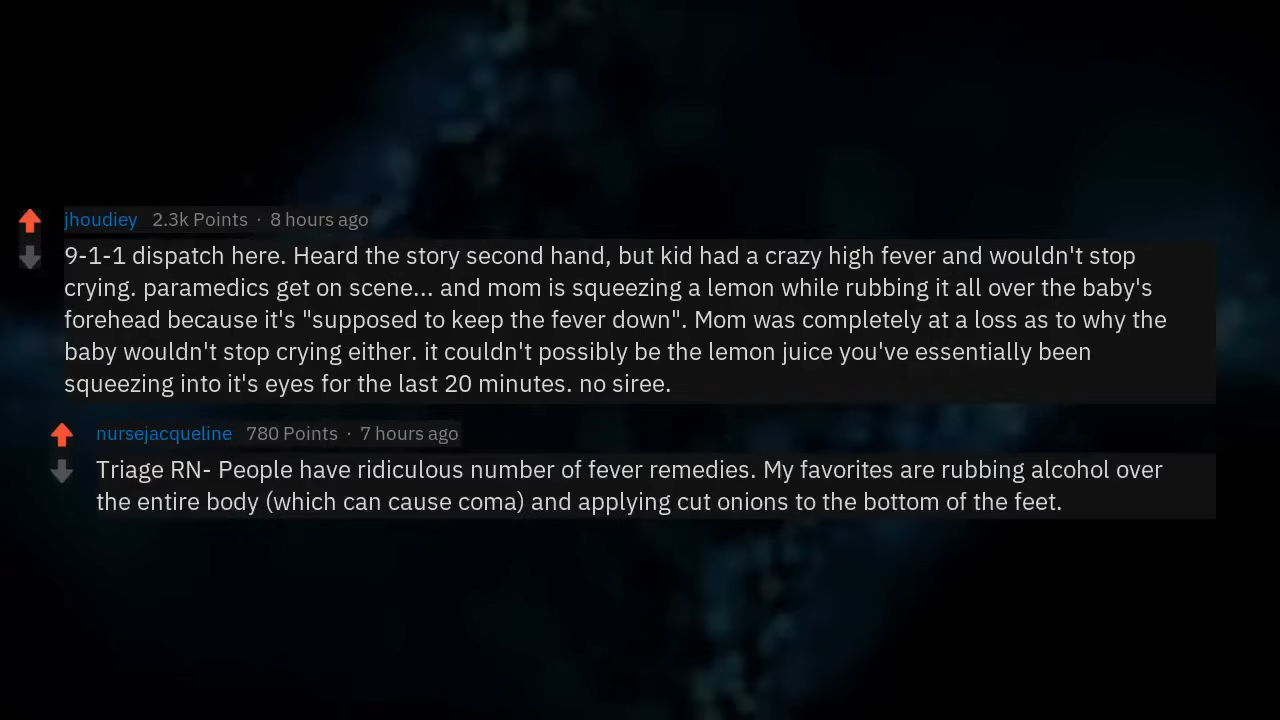 jhoudiey 2.3k Points · 8 hours ago
9-1-1 dispatch here. Heard the story second hand, but kid had a crazy high fever and wouldn't stop
crying. paramedics get on scene... and mom is squeezing a lemon while rubbing it all over the baby's
forehead because it's "supposed to keep the fever down". Mom was completely at a loss as to why the
baby wouldn't stop crying either. it couldn't possibly be the lemon juice you've essentially been
squeezing into it's eyes for the last 20 minutes. no siree.
nursejacqueline 780 Points · 7 hours ago
Triage RN- People have ridiculous number of fever remedies. My favorites are rubbing alcohol over
the entire body (which can cause coma) and applying cut onions to the bottom of the feet.